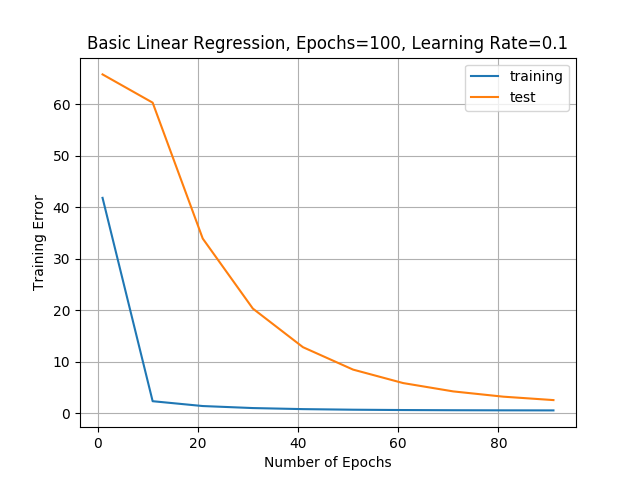 Basic Linear Regression, Epochs=100, Learning Rate=0.1
training
test
Training Error
60
50
40
30
20
10
0
0 20 40 60 80
Number of Epochs